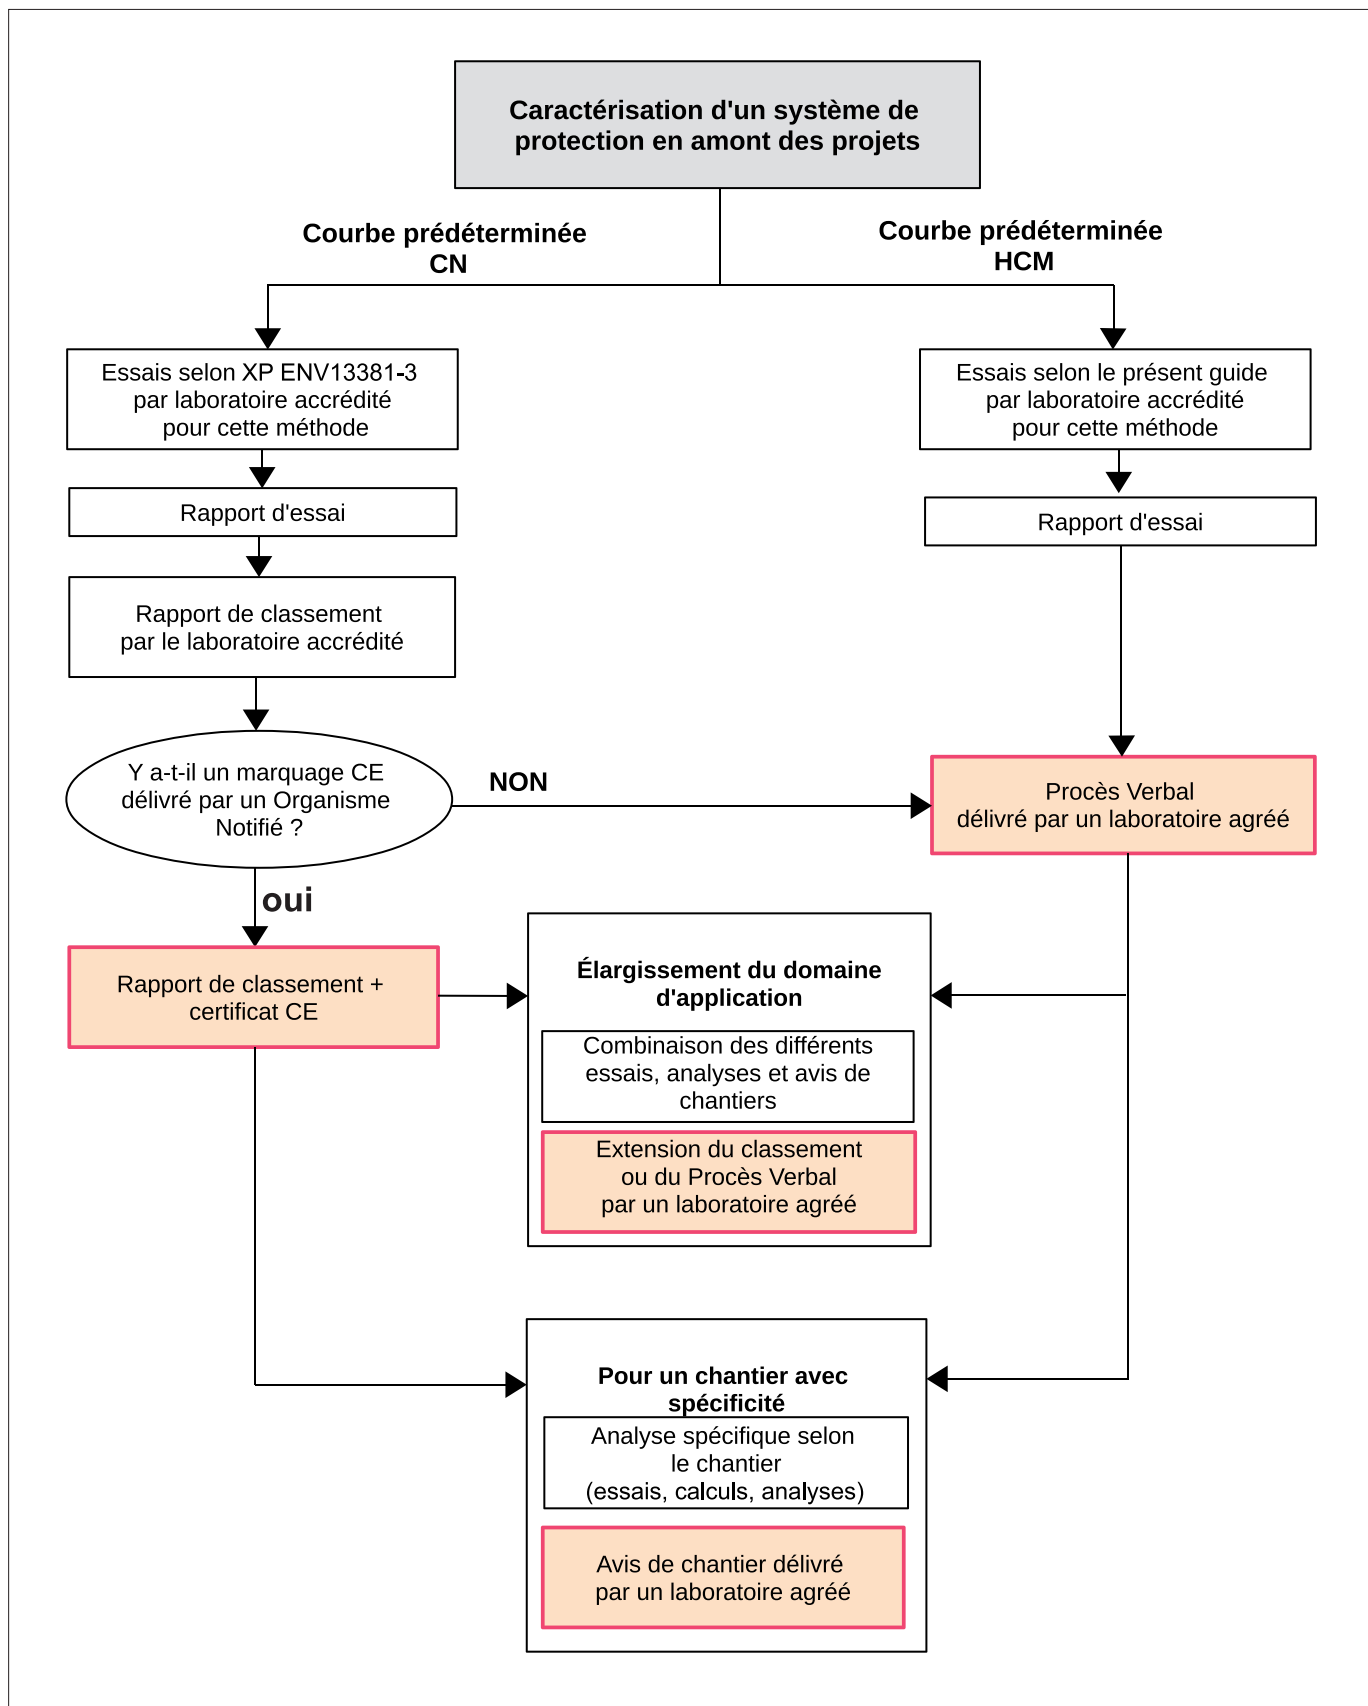 Caractérisation d'un système de
protection en amont des projets
Courbe prédéterminée
CN
Courbe prédéterminée
HCM
Essais selon XP ENV13381-3
par laboratoire accrédité
pour cette méthode
Essais selon le présent guide
par laboratoire accrédité
pour cette méthode
Rapport d'essai
Rapport d'essai
Rapport de classement
par le laboratoire accrédité
Y a-t-il un marquage CE
délivré par un Organisme
Notifié ?
NON
Procès Verbal
délivré par un laboratoire agréé
oui
Rapport de classement +
certificat CE
Élargissement du domaine
d'application
Combinaison des différents
essais, analyses et avis de
chantiers
Extension du classement
ou du Procès Verbal
par un laboratoire agréé
Pour un chantier avec
spécificité
Analyse spécifique selon
le chantier
(essais, calculs, analyses)
Avis de chantier délivré
par un laboratoire agréé